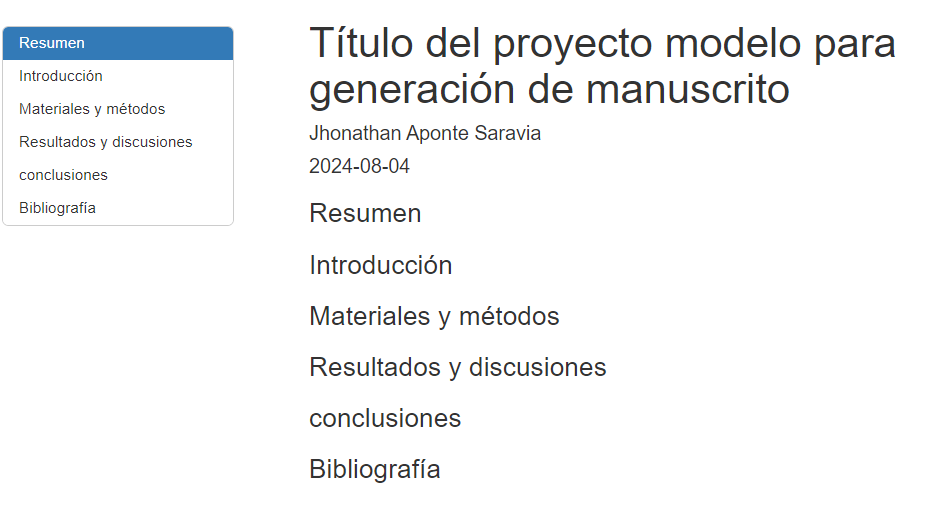 Resumen
Introducción
Materiales y métodos
Resultados y discusiones
conclusiones
Bibliografía
Título del proyecto modelo para
generación de manuscrito
Jhonathan Aponte Saravia
2024-08-04
Resumen
Introducción
Materiales y métodos
Resultados y discusiones
conclusiones
Bibliografía